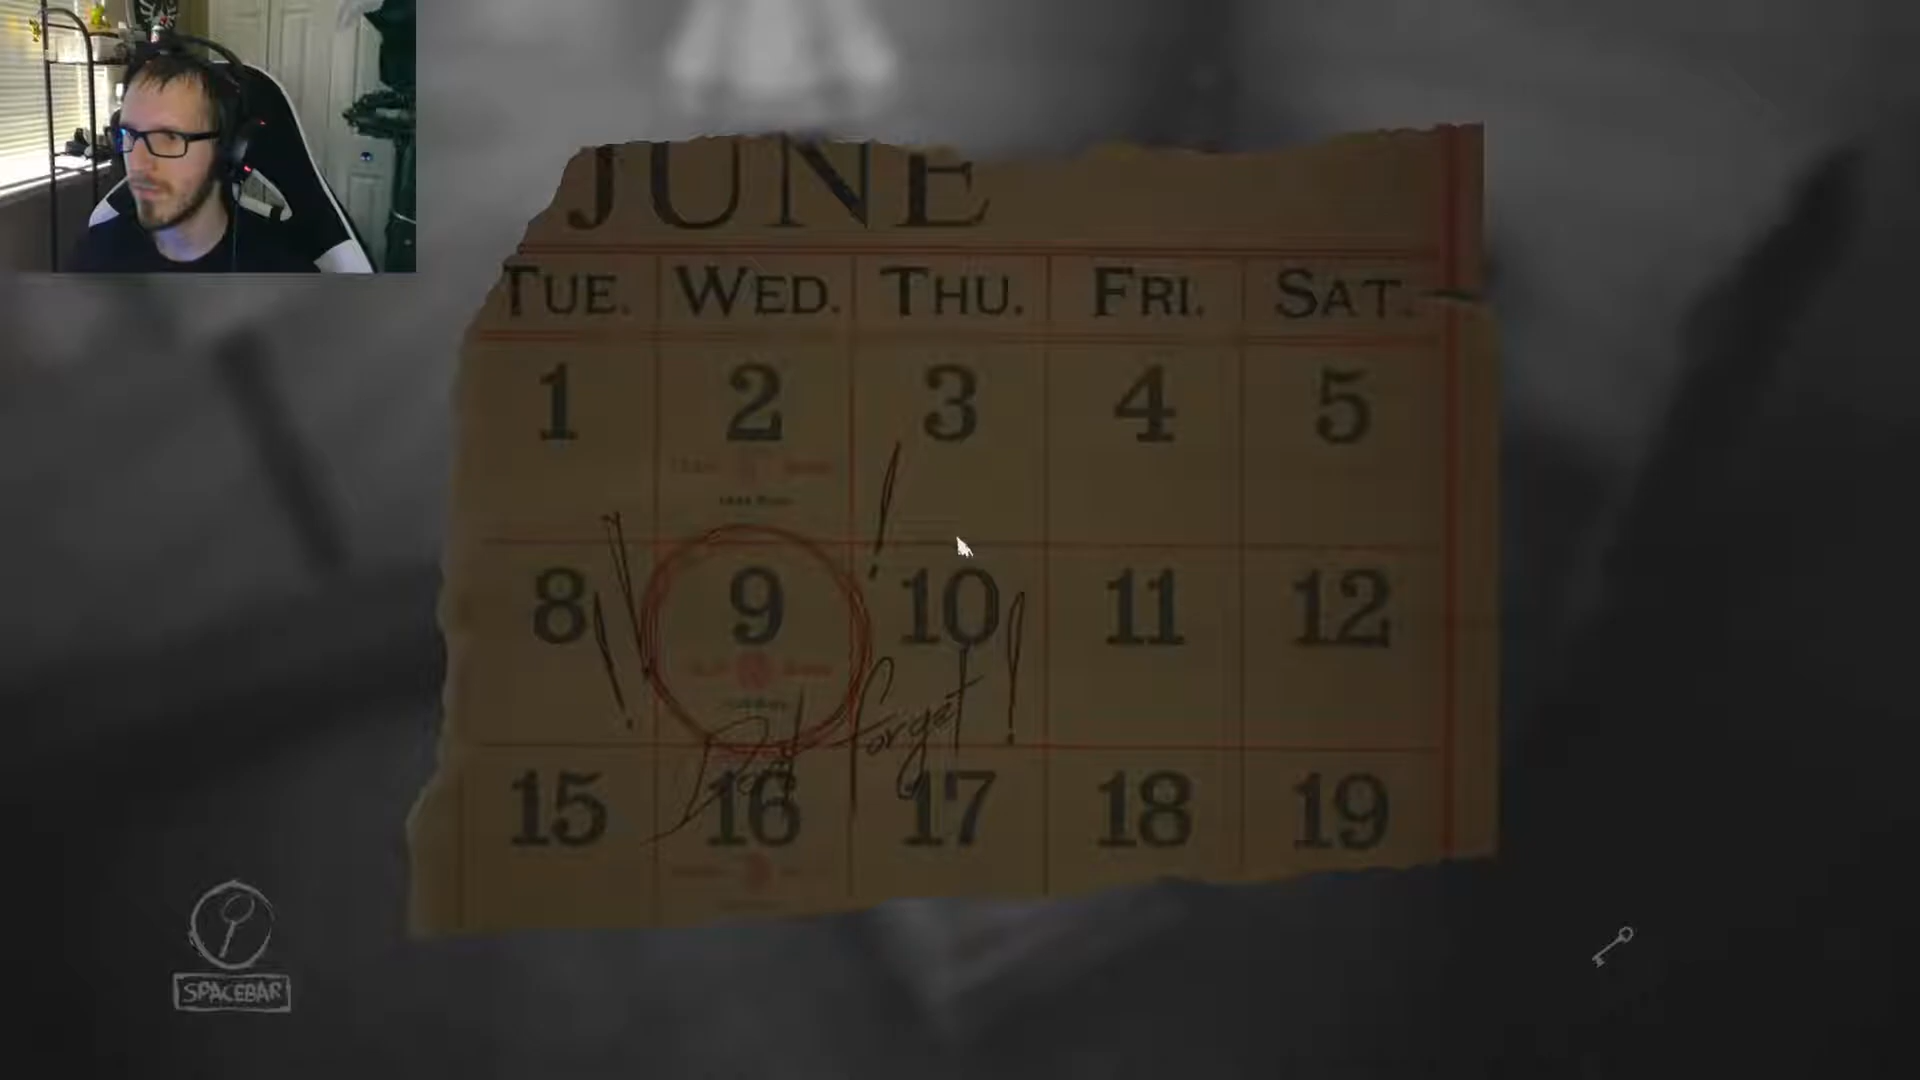 JUNE
TUE. WED. THU. FRI. SAT.
1 2 3 4 5
8 9 10 11 12
Don't forget!
15 16 17 18 19
SPACEBAR